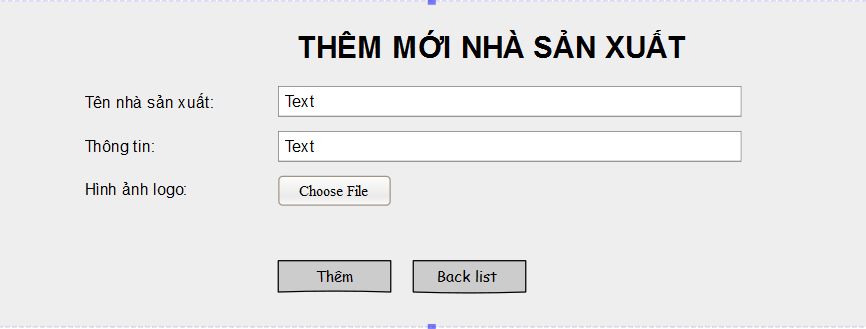 THÊM MỚI NHÀ SẢN XUẤT
Tên nhà sản xuất: Text
Thông tin: Text
Hình ảnh logo: Choose File
Thêm Back list